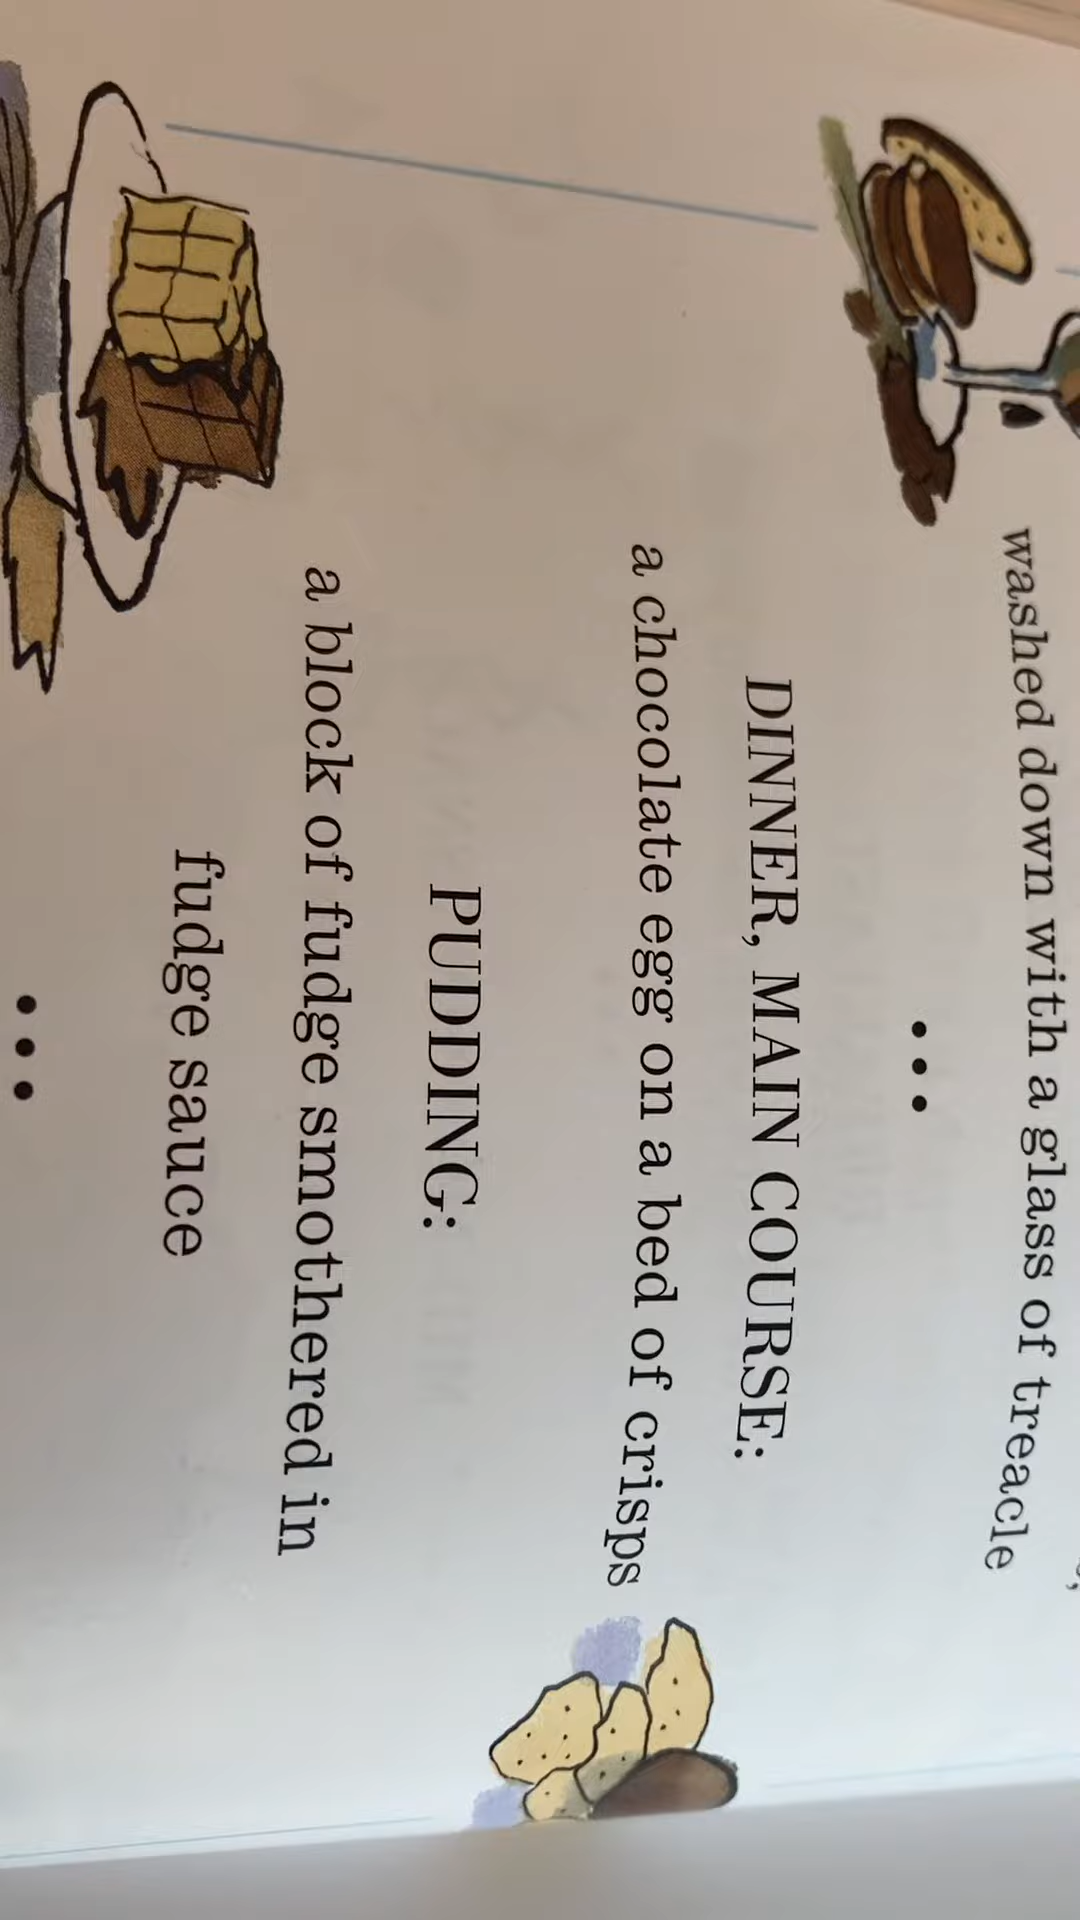 washed down with a glass of treacle
•••
DINNER, MAIN COURSE:
a chocolate egg on a bed of crisps
PUDDING:
a block of fudge smothered in
fudge sauce
•••